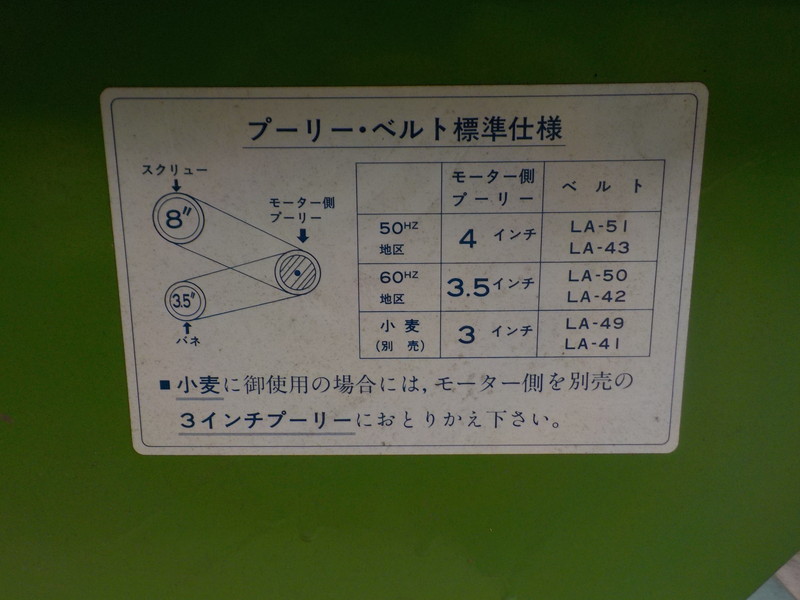 プーリー・ベルト標準仕様
スクリュー
8"
モーター側
プーリー
3.5"
バネ
モーター側
プーリー
ベルト
50HZ
地区
4 インチ
LA-51
LA-43
60HZ
地区
3.5インチ
LA-50
LA-42
小麦
(別売)
3 インチ
LA-49
LA-41
■小麦に御使用の場合には,モーター側を別売の
3インチプーリーにおとりかえ下さい。